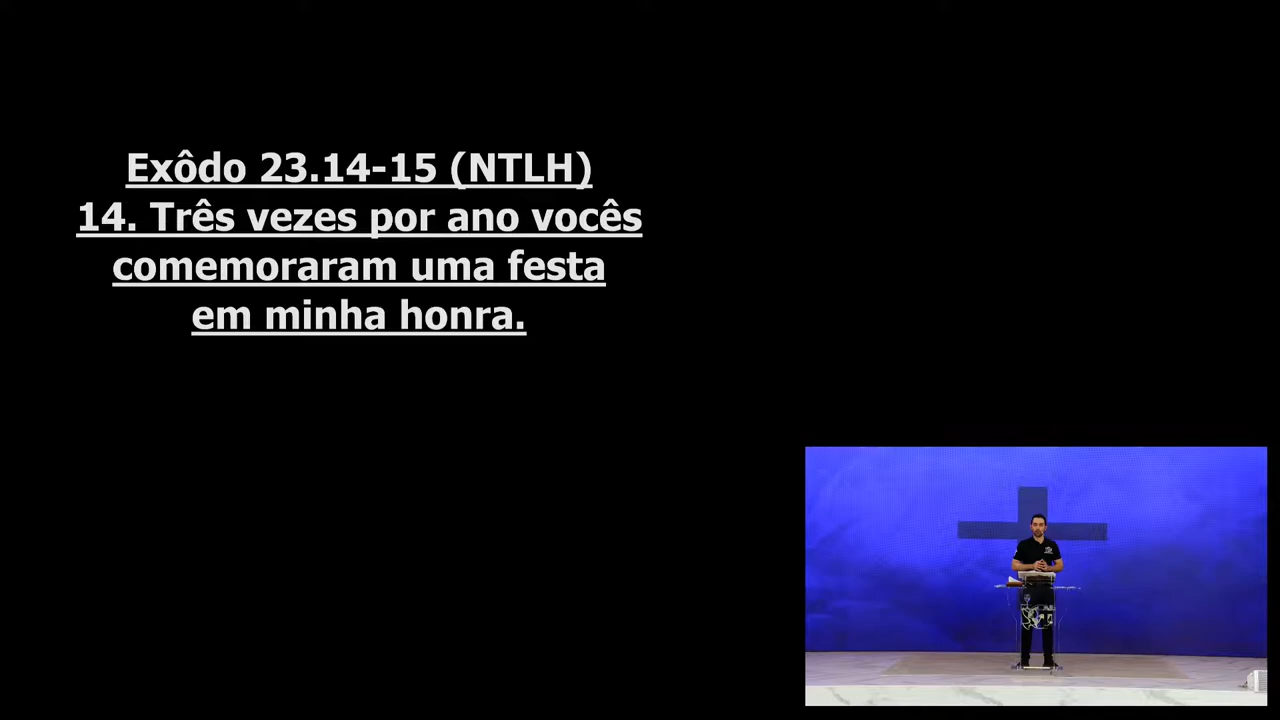 Exôdo 23.14-15 (NTLH)
14. Três vezes por ano vocês
comemoraram uma festa
em minha honra.